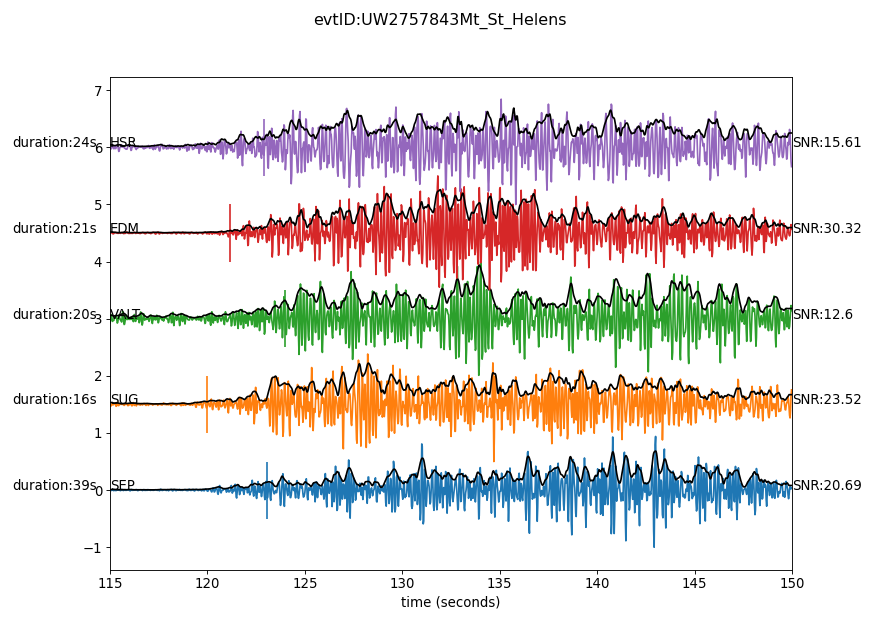 evtID:UW2757843Mt_St_Helens
7
duration:24s HSR SNR:15.61
6
5
duration:21s EDM SNR:30.32
4
duration:20s VALT SNR:12.6
3
2
duration:16s SUG SNR:23.52
1
duration:39s SEP SNR:20.69
0
−1
115 120 125 130 135 140 145 150
time (seconds)